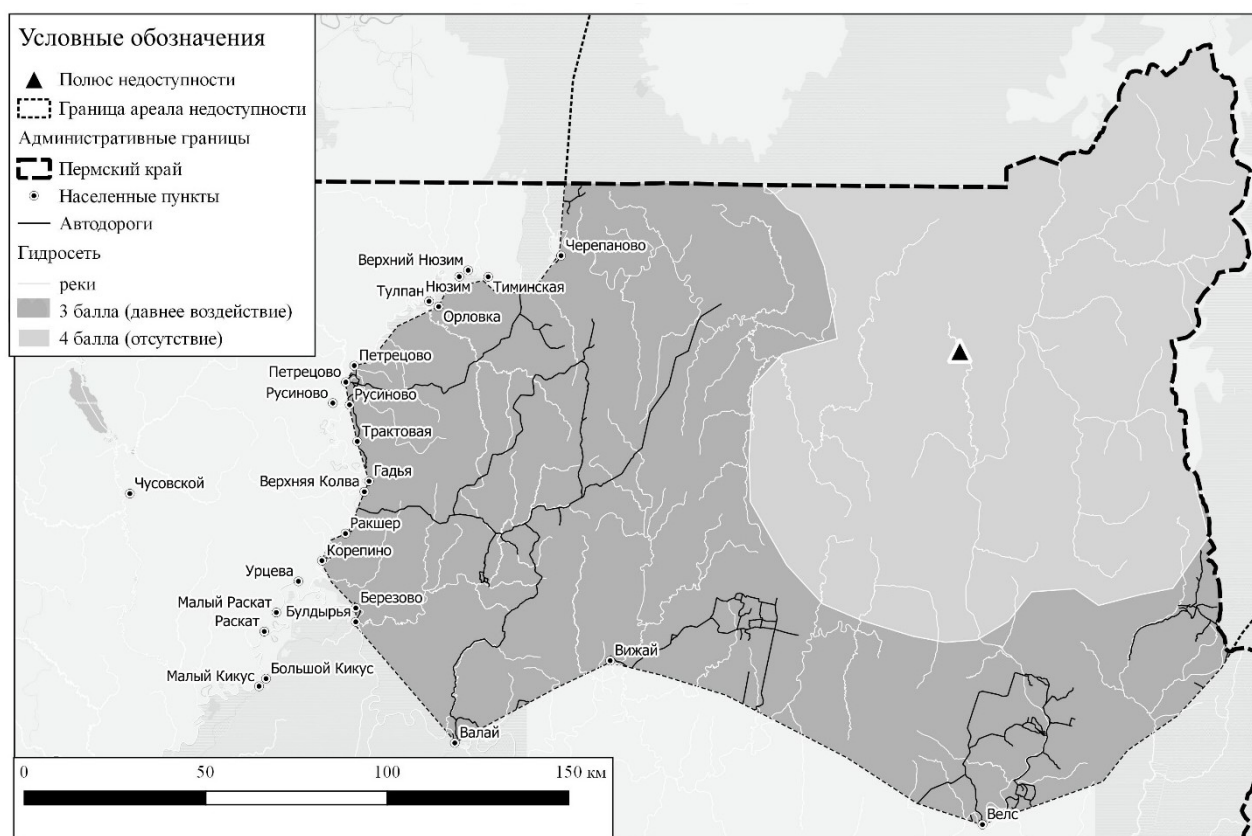 Условные обозначения
Полюс недоступности
Граница ареала недоступности
Административные границы
Пермский край
Населенные пункты
Автодороги
Гидросеть
реки
3 балла (давнее воздействие)
4 балла (отсутствие)
Черепаново
Верхний Нюзим
Нюзим
Тиминская
Тулпан
Орловка
Петрецово
Петрецово
Русиново
Русиново
Трактовая
Гадья
Чусовской
Верхняя Колва
Ракшер
Корепино
Урцева
Березово
Малый Раскат
Булдырья
Раскат
Вижай
Большой Кикус
Малый Кикус
Валай
Велс
0 50 100 150 км